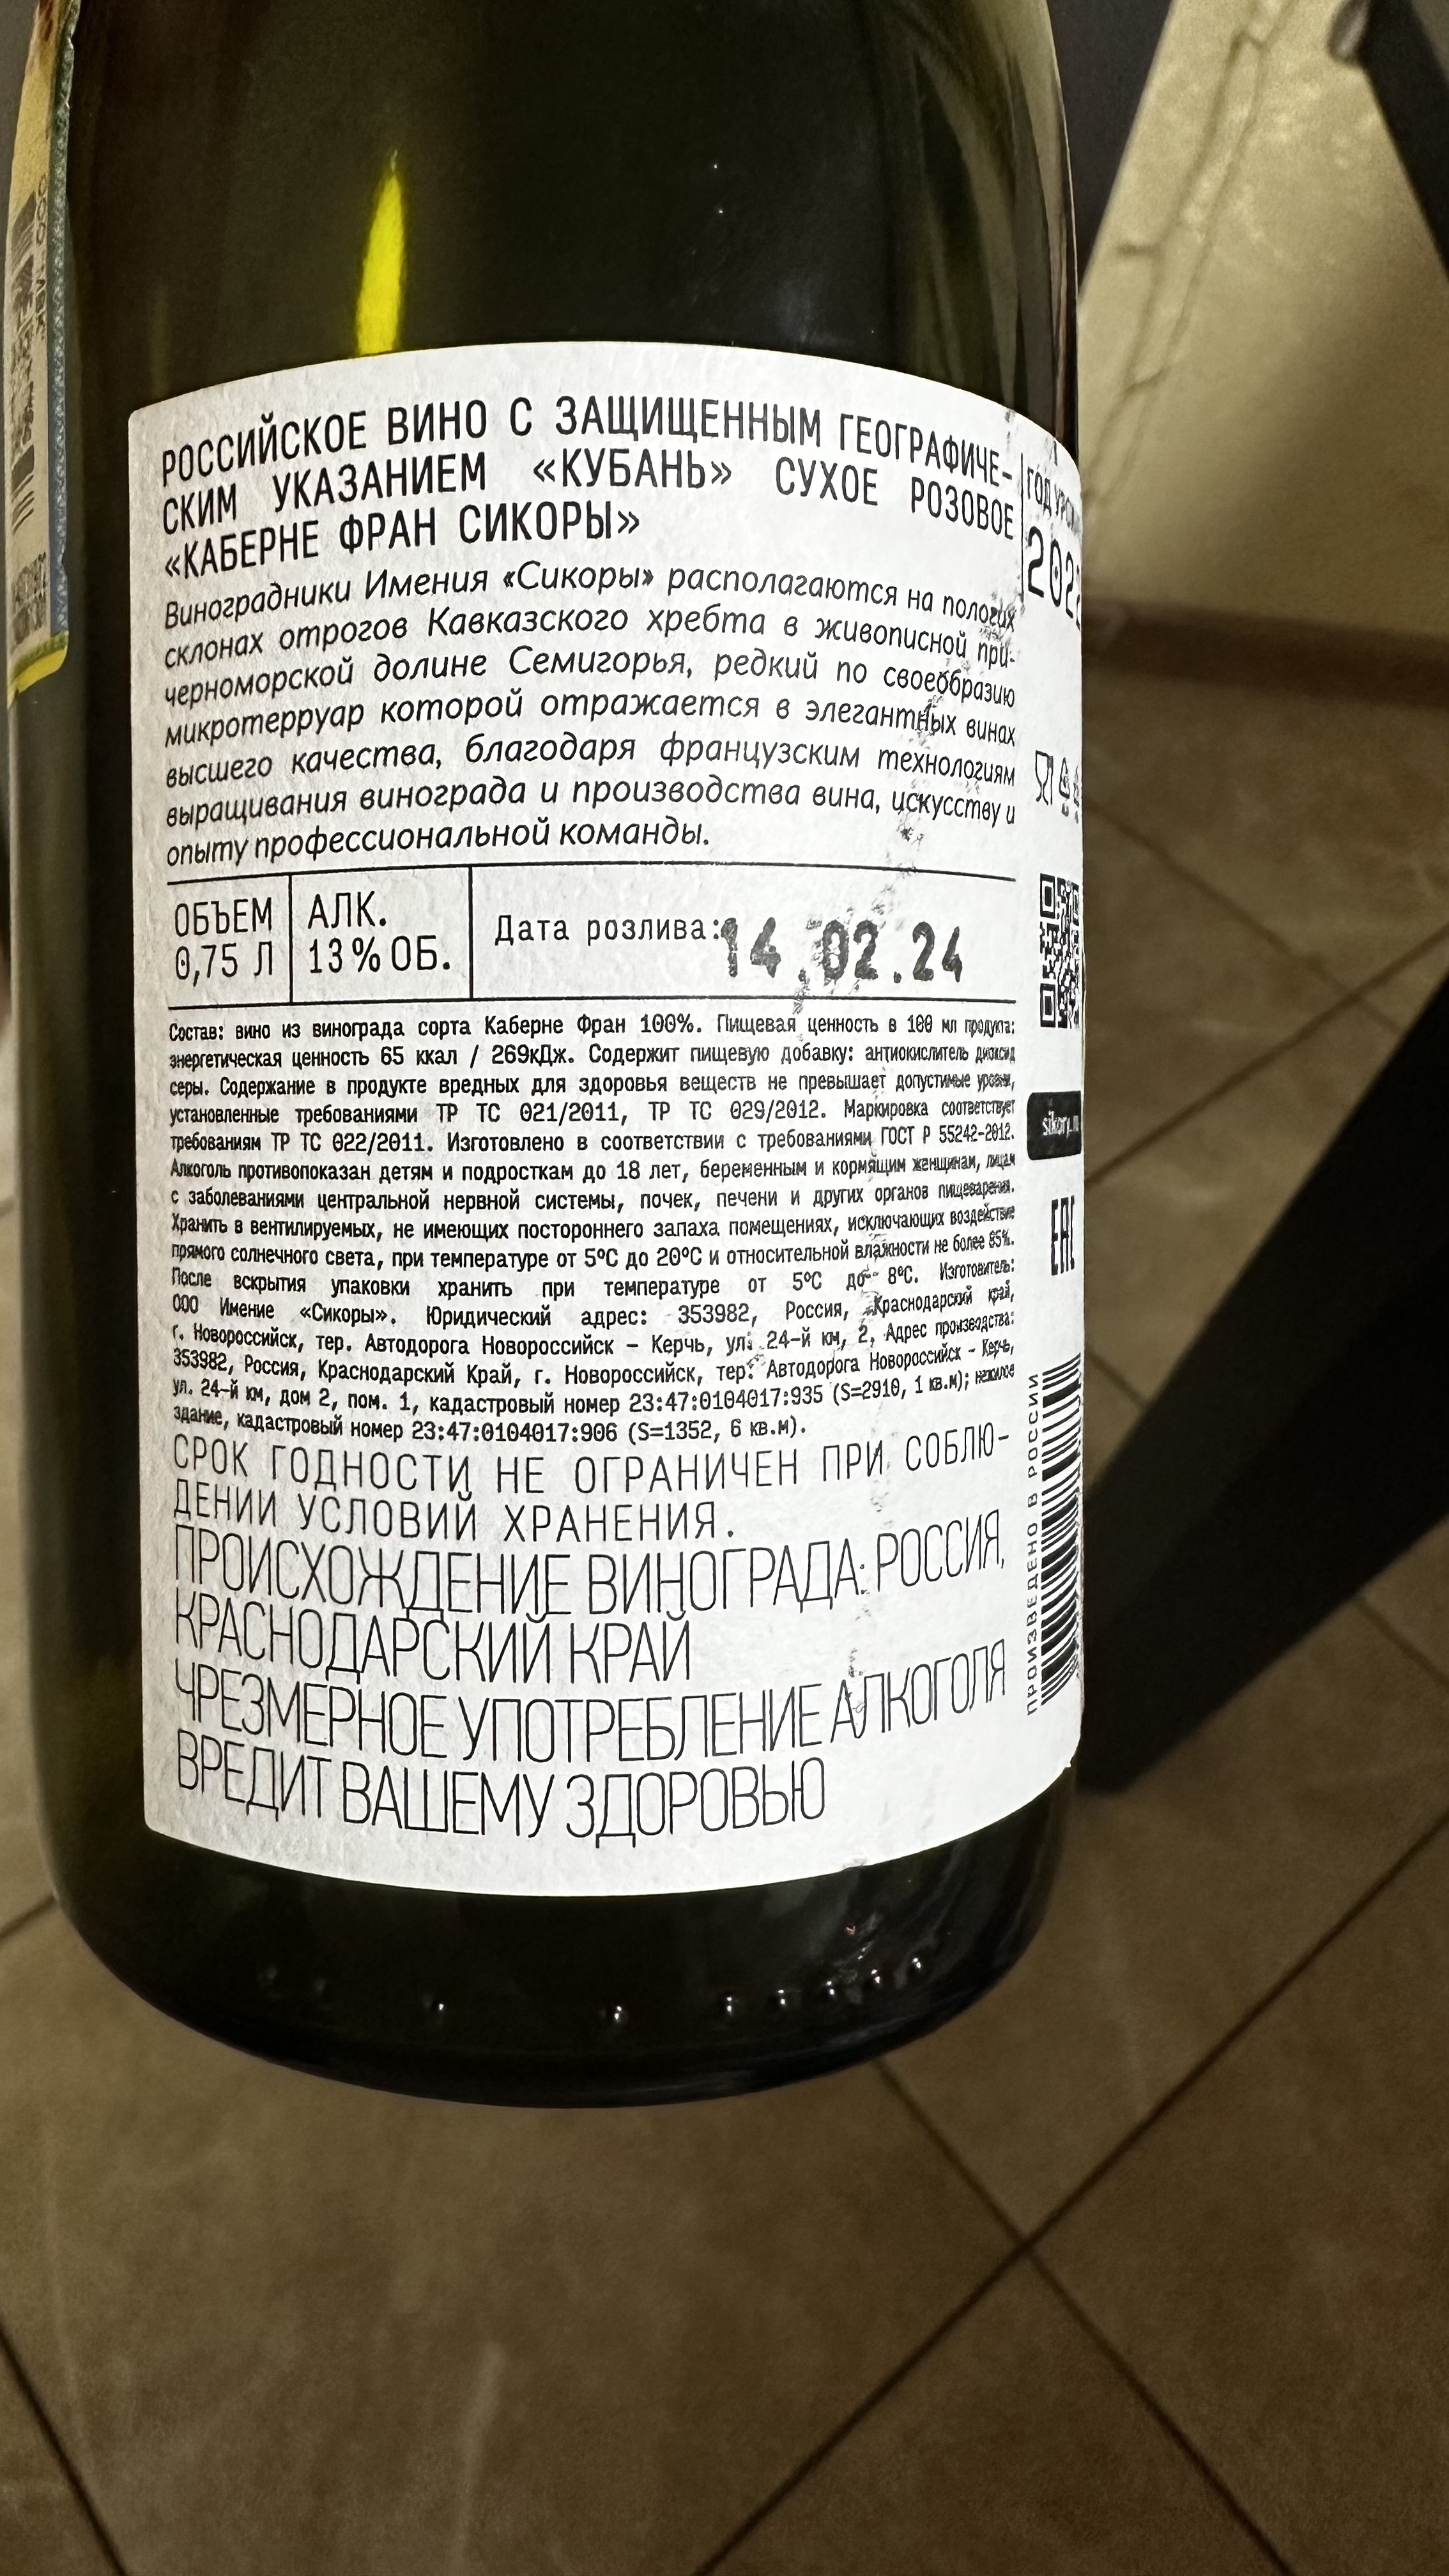 РОССИЙСКОЕ ВИНО С ЗАЩИЩЕННЫМ ГЕОГРАФИЧЕ-
СКИМ УКАЗАНИЕМ «КУБАНЬ» СУХОЕ РОЗОВОЕ
«КАБЕРНЕ ФРАН СИКОРЫ»
Виноградники Имения «Сикоры» располагаются на пологих
склонах отрогов Кавказского хребта в живописной при-
черноморской долине Семигорья, редкий по своеобразию
микротерруар которой отражается в элегантных винах
высшего качества, благодаря французским технологиям
выращивания винограда и производства вина, искусству и
опыту профессиональной команды.
ОБЪЕМ
0,75 Л
АЛК.
13% ОБ.
Дата розлива: 14.02.24
Состав: вино из винограда сорта Каберне Фран 100%. Пищевая ценность в 100 мл продукта:
энергетическая ценность 65 ккал / 269кДж. Содержит пищевую добавку: антиокислитель диоксид
серы. Содержание в продукте вредных для здоровья веществ не превышает допустимые уровни,
установленные требованиями ТР ТС 021/2011, ТР ТС 029/2012. Маркировка соответствует
требованиям ТР ТС 022/2011. Изготовлено в соответствии с требованиями ГОСТ Р 55242-2012.
Алкоголь противопоказан детям и подросткам до 18 лет, беременным и кормящим женщинам, лицам
с заболеваниями центральной нервной системы, почек, печени и других органов пищеварения.
Хранить в вентилируемых, не имеющих постороннего запаха помещениях, исключающих воздействие
прямого солнечного света, при температуре от 5°С до 20°С и относительной влажности не более 85%.
После вскрытия упаковки хранить при температуре от 5°С до 8°С. Изготовитель:
ООО Имение «Сикоры». Юридический адрес: 353982, Россия, Краснодарский край,
г. Новороссийск, тер. Автодорога Новороссийск – Керчь, ул. 24-й км, 2, Адрес производства:
353982, Россия, Краснодарский Край, г. Новороссийск, тер. Автодорога Новороссийск – Керчь,
ул. 24-й км, дом 2, пом. 1, кадастровый номер 23:47:0104017:935 (S=2910, 1 кв.м); нежилое
здание, кадастровый номер 23:47:0104017:906 (S=1352, 6 кв.м).
СРОК ГОДНОСТИ НЕ ОГРАНИЧЕН ПРИ СОБЛЮ-
ДЕНИИ УСЛОВИЙ ХРАНЕНИЯ.
ПРОИСХОЖДЕНИЕ ВИНОГРАДА: РОССИЯ,
КРАСНОДАРСКИЙ КРАЙ
ЧРЕЗМЕРНОЕ УПОТРЕБЛЕНИЕ АЛКОГОЛЯ
ВРЕДИТ ВАШЕМУ ЗДОРОВЬЮ
ГОД
sikory.ru
ЕАС
ПРОИЗВЕДЕНО В РОССИИ